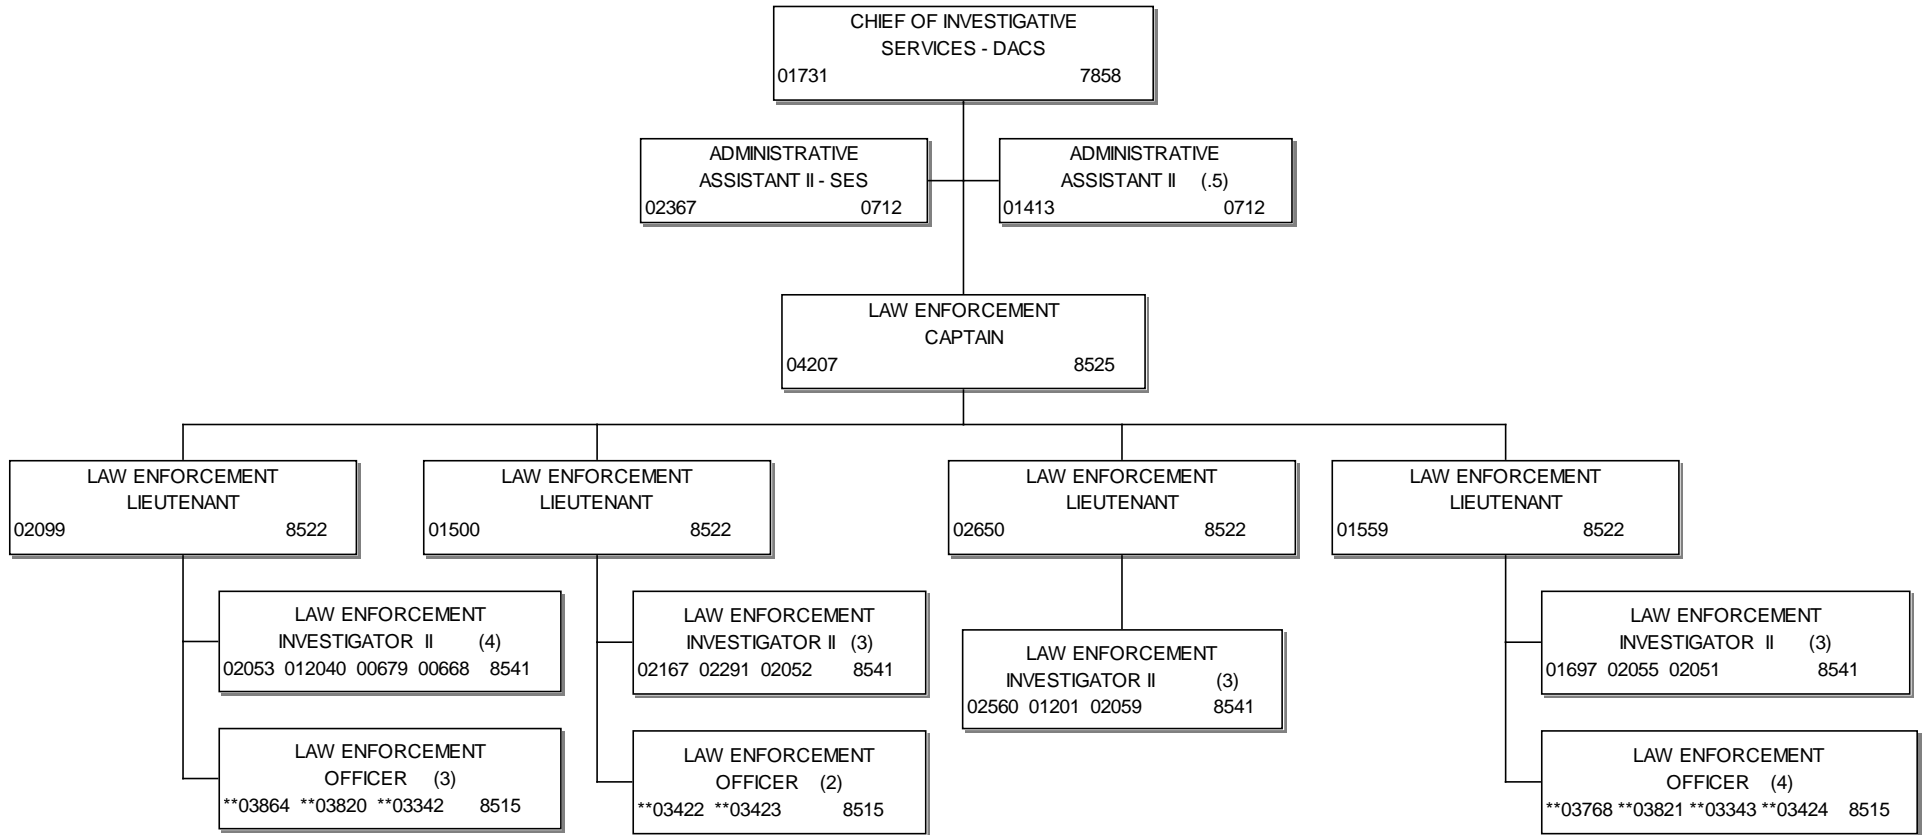 CHIEF OF INVESTIGATIVE
SERVICES - DACS
01731 7858
ADMINISTRATIVE
ASSISTANT II - SES
02367 0712
ADMINISTRATIVE
ASSISTANT II (.5)
01413 0712
LAW ENFORCEMENT
CAPTAIN
04207 8525
LAW ENFORCEMENT
LIEUTENANT
02099 8522
LAW ENFORCEMENT
LIEUTENANT
01500 8522
LAW ENFORCEMENT
LIEUTENANT
02650 8522
LAW ENFORCEMENT
LIEUTENANT
01559 8522
LAW ENFORCEMENT
INVESTIGATOR II (4)
02053 012040 00679 00668 8541
LAW ENFORCEMENT
INVESTIGATOR II (3)
02167 02291 02052 8541
LAW ENFORCEMENT
INVESTIGATOR II (3)
02560 01201 02059 8541
LAW ENFORCEMENT
INVESTIGATOR II (3)
01697 02055 02051 8541
LAW ENFORCEMENT
OFFICER (3)
**03864 **03820 **03342 8515
LAW ENFORCEMENT
OFFICER (2)
**03422 **03423 8515
LAW ENFORCEMENT
OFFICER (4)
**03768 **03821 **03343 **03424 8515